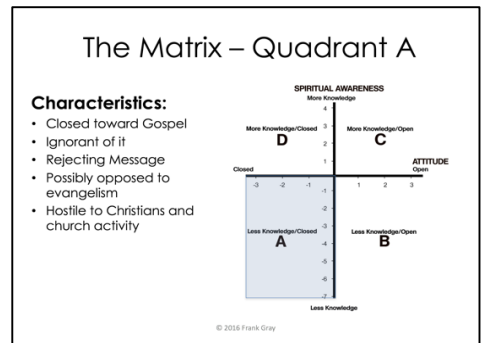 The Matrix – Quadrant A
Characteristics:
• Closed toward Gospel
• Ignorant of it
• Rejecting Message
• Possibly opposed to
evangelism
• Hostile to Christians and
church activity
SPIRITUAL AWARENESS
More Knowledge
4
3
More Knowledge/Closed
D
More Knowledge/Open
C
2
1
ATTITUDE
Closed
Open
-3 -2 -1
1 2 3
-1
-2
-3
Less Knowledge/Closed
A
Less Knowledge/Open
B
-4
-5
-6
-7
Less Knowledge
© 2016 Frank Gray